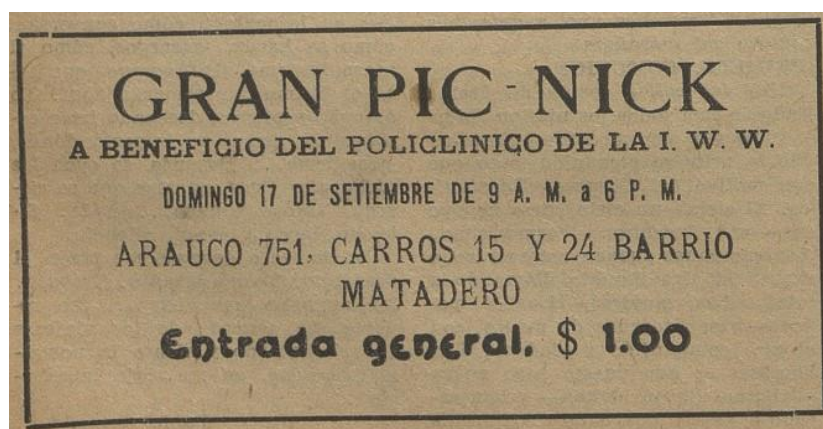 GRAN PIC-NICK
A BENEFICIO DEL POLICLINICO DE LA I. W. W.
DOMINGO 17 DE SETIEMBRE DE 9 A. M. a 6 P. M.
ARAUCO 751, CARROS 15 Y 24 BARRIO
MATADERO
Entrada general, $ 1.00